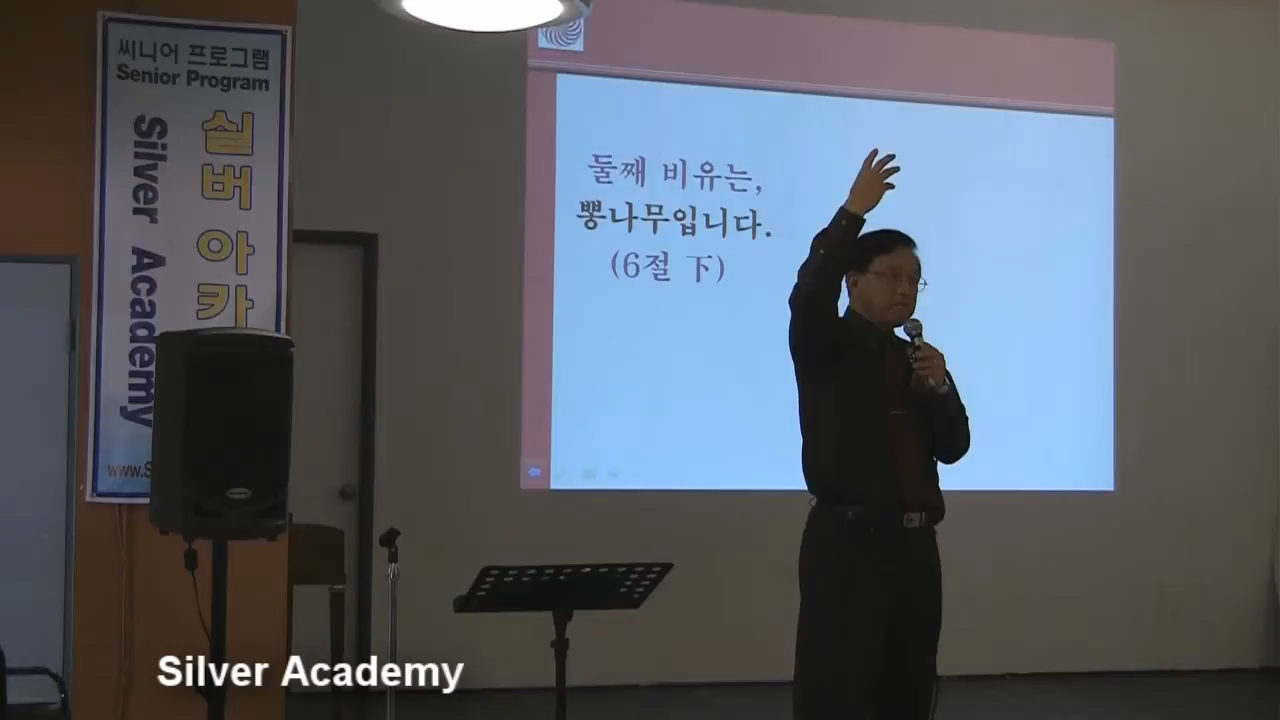 씨니어 프로그램
Senior Program
실버 아카
Silver Academy
www.S
둘째 비유는,
뽕나무입니다.
(6절 下)
Silver Academy